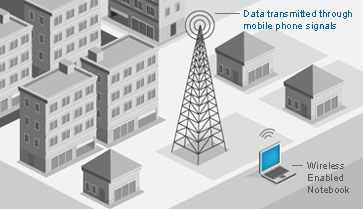 Data transmitted through
mobile phone signals
Wireless
Enabled
Notebook